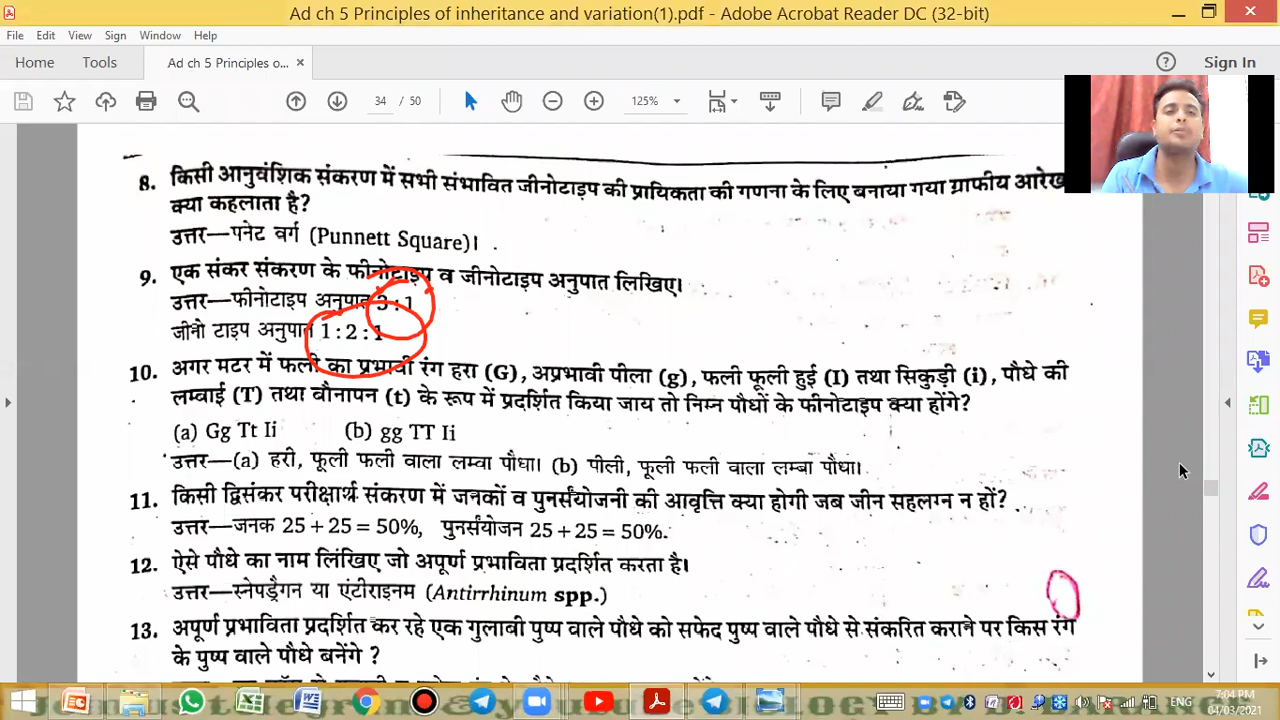 Ad ch 5 Principles of inheritance and variation(1).pdf - Adobe Acrobat Reader DC (32-bit)
File Edit View Sign Window Help
Home Tools Ad ch 5 Principles o... × Sign In
34 / 50 125%
8. किसी आनुवंशिक संकरण में सभी संभावित जीनोटाइप की प्रायिकता की गणना के लिए बनाया गया ग्राफीय आरेख
क्या कहलाता है?
उत्तर—पनेट वर्ग (Punnett Square)।
9. एक संकर संकरण के फीनोटाइप व जीनोटाइप अनुपात लिखिए।
उत्तर—फीनोटाइप अनुपात 3 : 1
जीनो टाइप अनुपात 1 : 2 : 1
10. अगर मटर में फली का प्रभावी रंग हरा (G), अप्रभावी पीला (g), फली फूली हुई (I) तथा सिकुड़ी (i), पौधे की
लम्बाई (T) तथा बौनापन (t) के रूप में प्रदर्शित किया जाय तो निम्न पौधों के फीनोटाइप क्या होंगे?
(a) Gg Tt Ii (b) gg TT Ii
उत्तर—(a) हरी, फूली फली वाला लम्वा पौधा। (b) पीली, फूली फली वाला लम्बा पौधा।
11. किसी द्विसंकर परीक्षार्थ संकरण में जनकों व पुनर्संयोजनी की आवृत्ति क्या होगी जब जीन सहलग्न न हों?
उत्तर—जनक 25 + 25 = 50%, पुनर्संयोजन 25 + 25 = 50%.
12. ऐसे पौधे का नाम लिखिए जो अपूर्ण प्रभाविता प्रदर्शित करता है।
उत्तर—स्नेपड्रैगन या एंटीराइनम (Antirrhinum spp.)
13. अपूर्ण प्रभाविता प्रदर्शित कर रहे एक गुलाबी पुष्प वाले पौधे को सफेद पुष्प वाले पौधे से संकरित कराने पर किस रंग
के पुष्प वाले पौधे बनेंगे ?
ENG
7:04 PM
04/03/2021